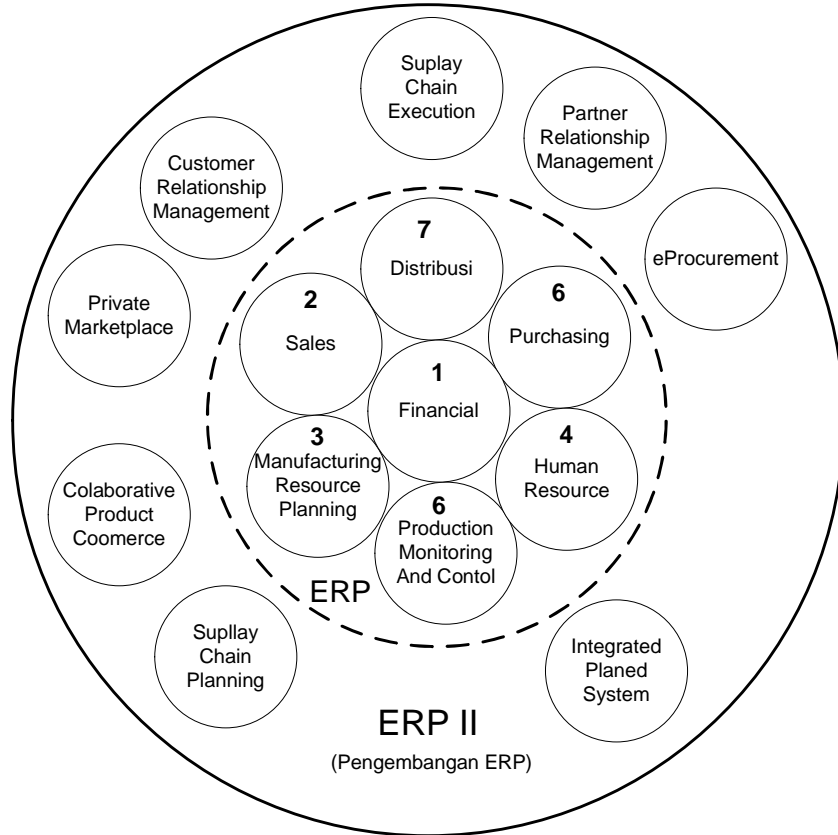 Suplay
Chain
Execution
Partner
Relationship
Management
Customer
Relationship
Management
eProcurement
Private
Marketplace
7
Distribusi
2
Sales
6
Purchasing
1
Financial
3
Manufacturing
Resource
Planning
4
Human
Resource
6
Production
Monitoring
And Contol
ERP
Colaborative
Product
Coomerce
Supllay
Chain
Planning
Integrated
Planed
System
ERP II
(Pengembangan ERP)